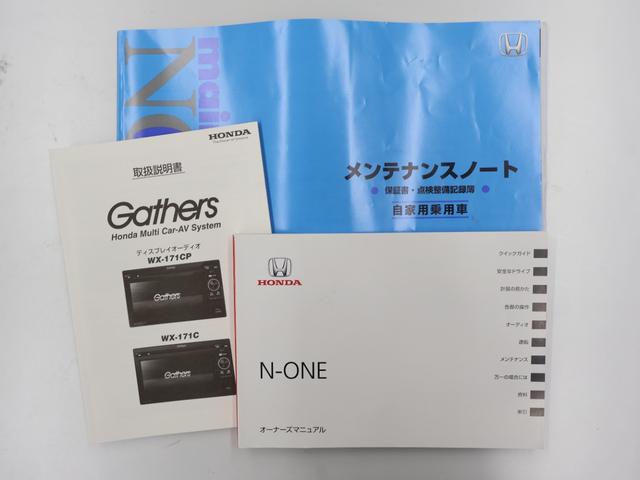 メンテナンスノート
保証書・点検整備記録簿
自家用乗用車
HONDA
取扱説明書
Gathers
Honda Multi Car-AV System
ディスプレイオーディオ
WX-171CP
Gathers
WX-171C
Gathers
HONDA
N-ONE
オーナーズマニュアル
クイックガイド
安全なドライブ
計器の見かた
各部の操作
オーディオ
運転
メンテナンス
万一の場合には
資料
索引